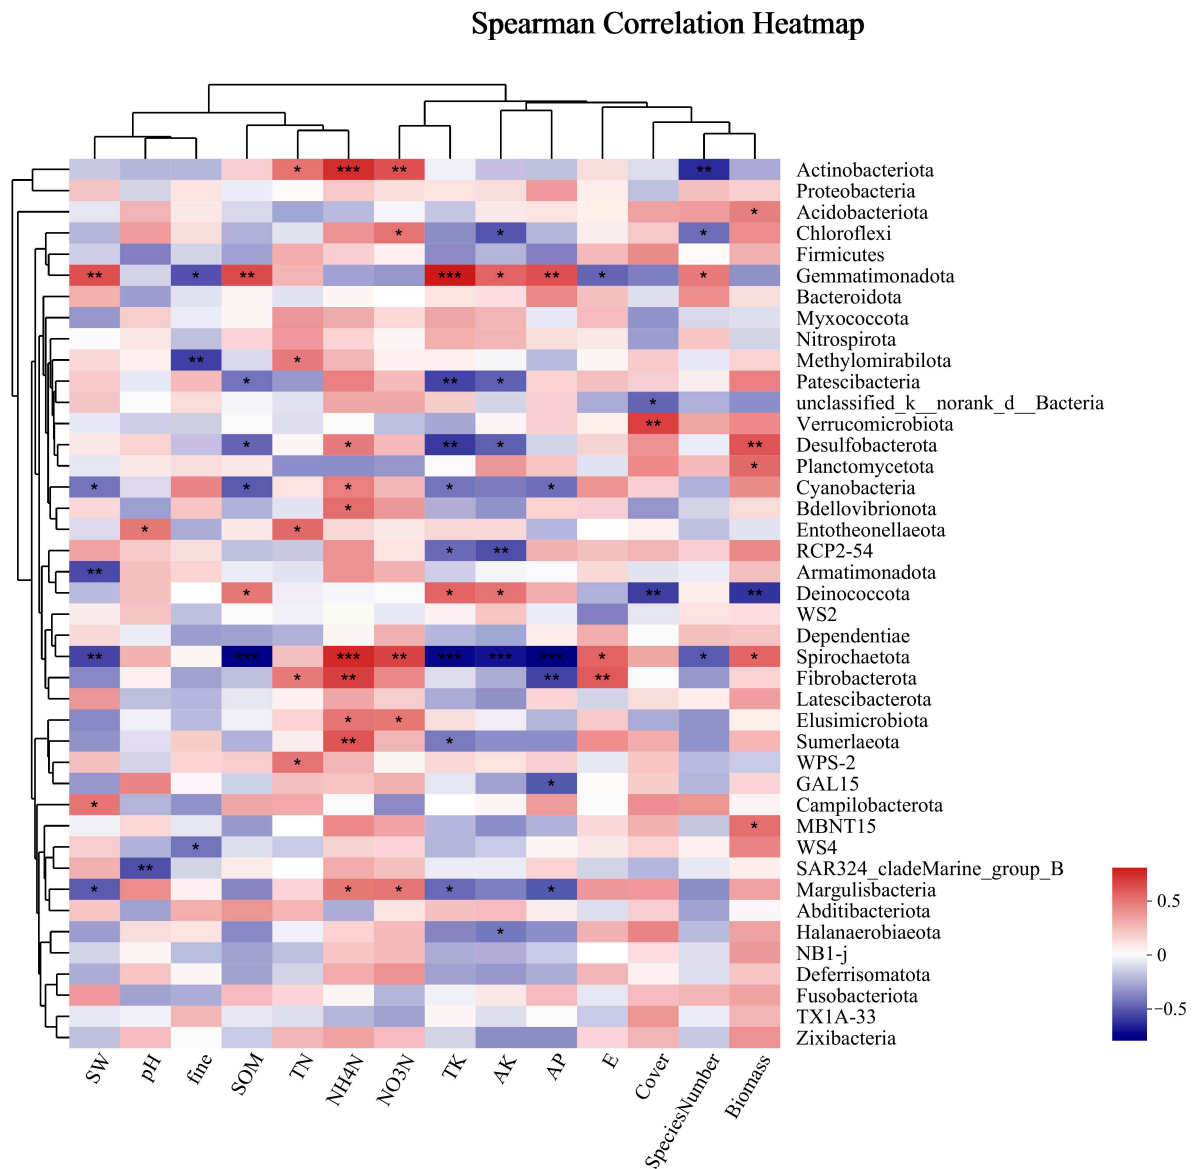 Spearman Correlation Heatmap
* *** ** ** Actinobacteriota
Proteobacteria
* Acidobacteriota
* * * Chloroflexi
Firmicutes
** * ** *** * ** * * Gemmatimonadota
Bacteroidota
Myxococcota
Nitrospirota
** * Methylomirabilota
* ** * Patescibacteria
* unclassified_k__norank_d__Bacteria
** Verrucomicrobiota
* * ** * ** Desulfobacterota
* Planctomycetota
* * * * * Cyanobacteria
* Bdellovibrionota
* * Entotheonellaeota
* ** RCP2-54
** Armatimonadota
* * * ** ** Deinococcota
WS2
Dependentiae
** *** *** ** *** *** *** * * * Spirochaetota
* ** ** ** Fibrobacterota
Latescibacterota
* * Elusimicrobiota
** * Sumerlaeota
* WPS-2
* GAL15
* Campilobacterota
* MBNT15
* WS4
** SAR324_cladeMarine_group_B
* * * * * Margulisbacteria
Abditibacteriota
* Halanaerobiaeota
NB1-j
Deferrisomatota
Fusobacteriota
TX1A-33
Zixibacteria
0.5
0
−0.5
SW pH fine SOM TN NH4N NO3N TK AK AP E Cover SpeciesNumber Biomass